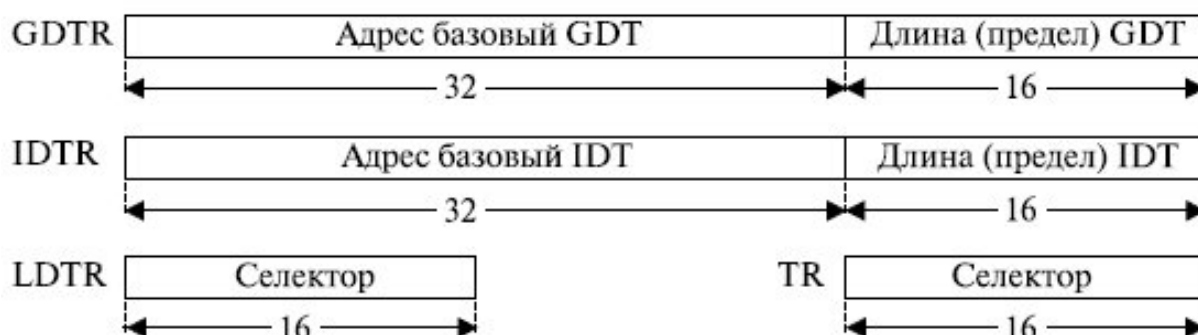 GDTR Адрес базовый GDT Длина (предел) GDT
32 16
IDTR Адрес базовый IDT Длина (предел) IDT
32 16
LDTR Селектор TR Селектор
16 16